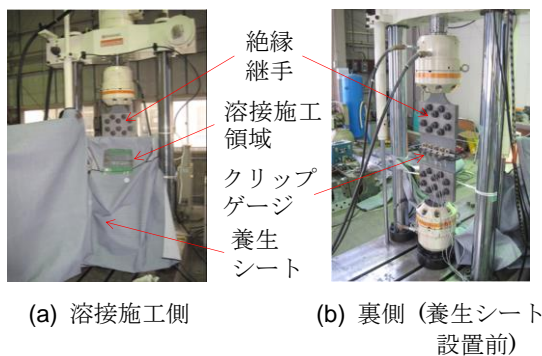 絶縁
継手
溶接施工
領域
クリップ
ゲージ
養生
シート
(a) 溶接施工側
(b) 裏側 (養生シート
設置前)